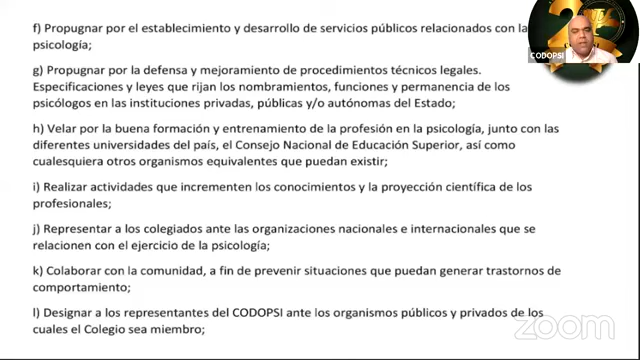 f) Propugnar por el establecimiento y desarrollo de servicios públicos relacionados con la
psicología;
g) Propugnar por la defensa y mejoramiento de procedimientos técnicos legales.
Especificaciones y leyes que rijan los nombramientos, funciones y permanencia de los
psicólogos en las instituciones privadas, públicas y/o autónomas del Estado;
h) Velar por la buena formación y entrenamiento de la profesión en la psicología, junto con las
diferentes universidades del país, el Consejo Nacional de Educación Superior, así como
cualesquiera otros organismos equivalentes que puedan existir;
i) Realizar actividades que incrementen los conocimientos y la proyección científica de los
profesionales;
j) Representar a los colegiados ante las organizaciones nacionales e internacionales que se
relacionen con el ejercicio de la psicología;
k) Colaborar con la comunidad, a fin de prevenir situaciones que puedan generar trastornos de
comportamiento;
l) Designar a los representantes del CODOPSI ante los organismos públicos y privados de los
cuales el Colegio sea miembro;
CODOPSI
zoom